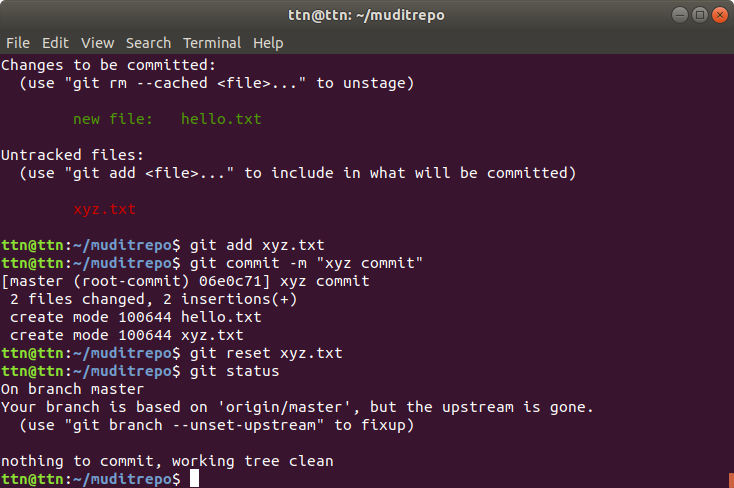 ttn@ttn: ~/muditrepo
File Edit View Search Terminal Help
Changes to be committed:
  (use "git rm --cached <file>..." to unstage)
        new file:   hello.txt
Untracked files:
  (use "git add <file>..." to include in what will be committed)
        xyz.txt
ttn@ttn:~/muditrepo$ git add xyz.txt
ttn@ttn:~/muditrepo$ git commit -m "xyz commit"
[master (root-commit) 06e0c71] xyz commit
 2 files changed, 2 insertions(+)
 create mode 100644 hello.txt
 create mode 100644 xyz.txt
ttn@ttn:~/muditrepo$ git reset xyz.txt
ttn@ttn:~/muditrepo$ git status
On branch master
Your branch is based on 'origin/master', but the upstream is gone.
  (use "git branch --unset-upstream" to fixup)
nothing to commit, working tree clean
ttn@ttn:~/muditrepo$